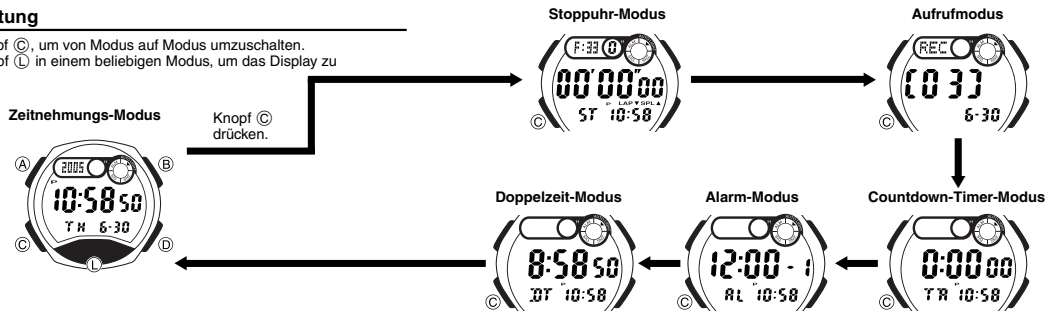 tung
pf Ⓒ, um von Modus auf Modus umzuschalten.
pf Ⓛ in einem beliebigen Modus, um das Display zu
Zeitnehmungs-Modus
Knopf Ⓒ
drücken.
Ⓐ
Ⓑ
2005
P
10:58 50
TH 6-30
Ⓒ
Ⓓ
Ⓛ
Stoppuhr-Modus
F:33 0
00'00"00
P LAP▼SPL▲
ST 10:58
Ⓒ
Aufrufmodus
REC
[03]
6-30
Ⓒ
Doppelzeit-Modus
8:58 50
P
DT 10:58
Ⓒ
Alarm-Modus
12:00 - 1
P
AL 10:58
Ⓒ
Countdown-Timer-Modus
0:00 00
P
TR 10:58
Ⓒ